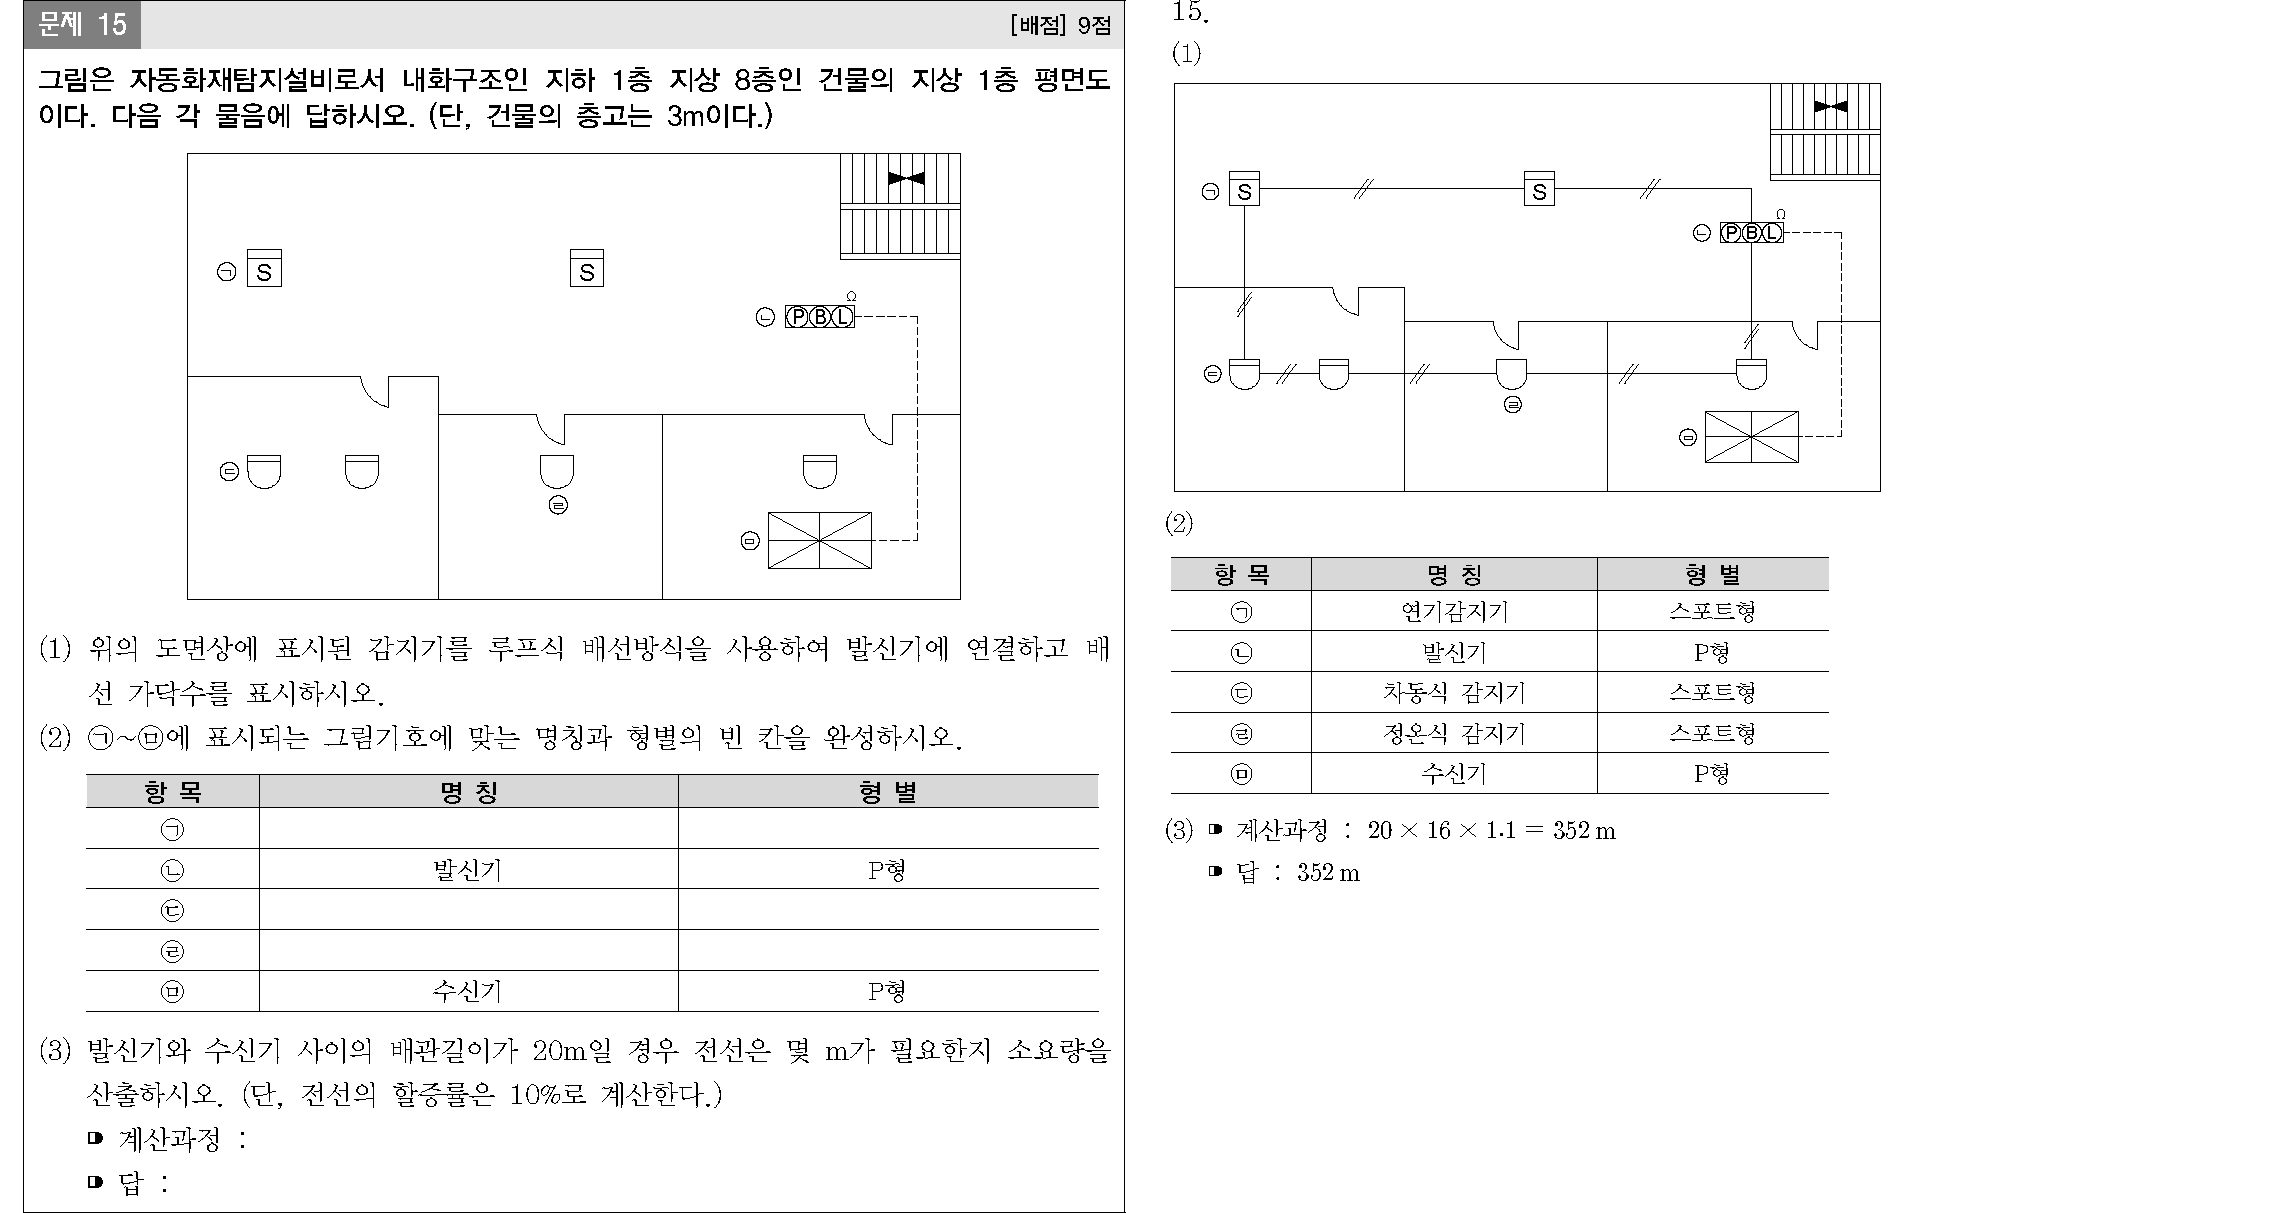 문제 15
[배점] 9점
그림은 자동화재탐지설비로서 내화구조인 지하 1층 지상 8층인 건물의 지상 1층 평면도
이다. 다음 각 물음에 답하시오. (단, 건물의 층고는 3m이다.)
㉠ S S
Ω
㉡ P B L
㉢
㉣
㉤
(1) 위의 도면상에 표시된 감지기를 루프식 배선방식을 사용하여 발신기에 연결하고 배
선 가닥수를 표시하시오.
(2) ㉠~㉤에 표시되는 그림기호에 맞는 명칭과 형별의 빈 칸을 완성하시오.
항 목 명 칭 형 별
㉠
㉡ 발신기 P형
㉢
㉣
㉤ 수신기 P형
(3) 발신기와 수신기 사이의 배관길이가 20m일 경우 전선은 몇 m가 필요한지 소요량을
산출하시오. (단, 전선의 할증률은 10%로 계산한다.)
계산과정 :
답 :
15.
(1)
㉠ S S
Ω
㉡ P B L
㉢
㉣
㉤
(2)
항 목 명 칭 형 별
㉠ 연기감지기 스포트형
㉡ 발신기 P형
㉢ 차동식 감지기 스포트형
㉣ 정온식 감지기 스포트형
㉤ 수신기 P형
(3) 계산과정 : 20 × 16 × 1.1 = 352 m
답 : 352 m